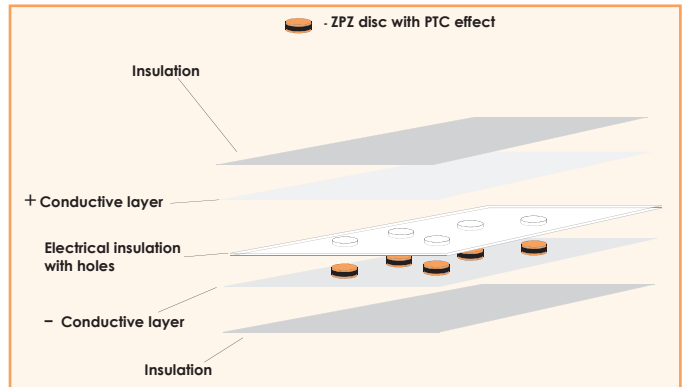 - ZPZ disc with PTC effect
Insulation
+ Conductive layer
Electrical insulation
with holes
– Conductive layer
Insulation